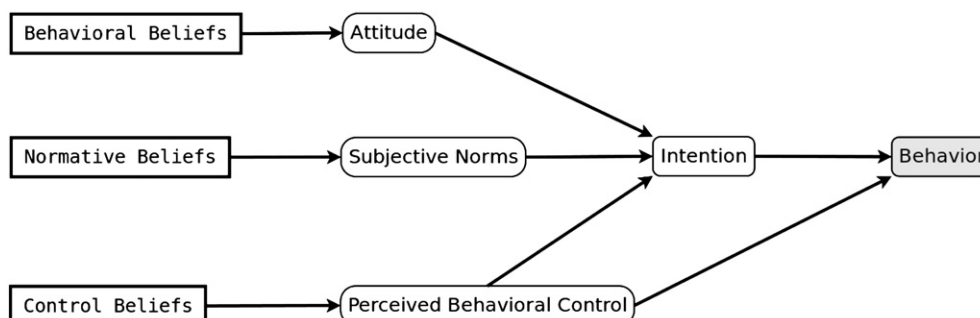 Behavioral Beliefs
Attitude
Normative Beliefs
Subjective Norms
Intention
Behavior
Control Beliefs
Perceived Behavioral Control